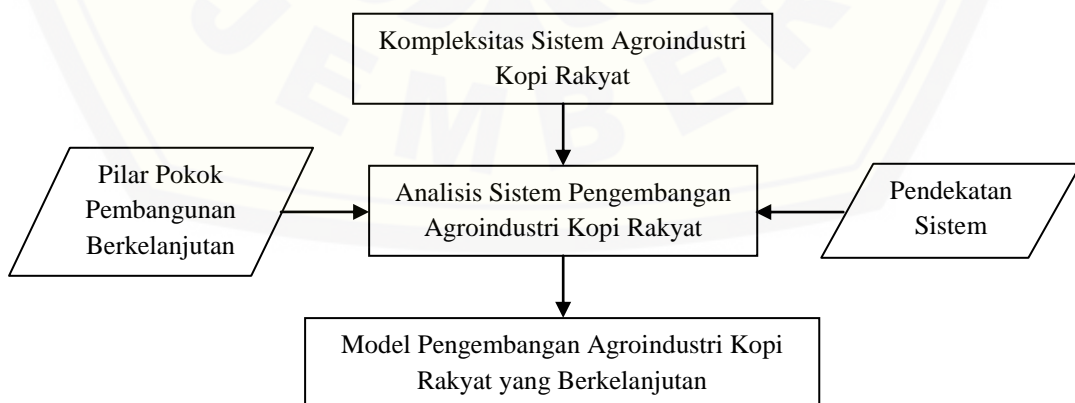 JEMBER
Kompleksitas Sistem Agroindustri
Kopi Rakyat
Pilar Pokok
Pembangunan
Berkelanjutan
Analisis Sistem Pengembangan
Agroindustri Kopi Rakyat
Pendekatan
Sistem
Model Pengembangan Agroindustri Kopi
Rakyat yang Berkelanjutan